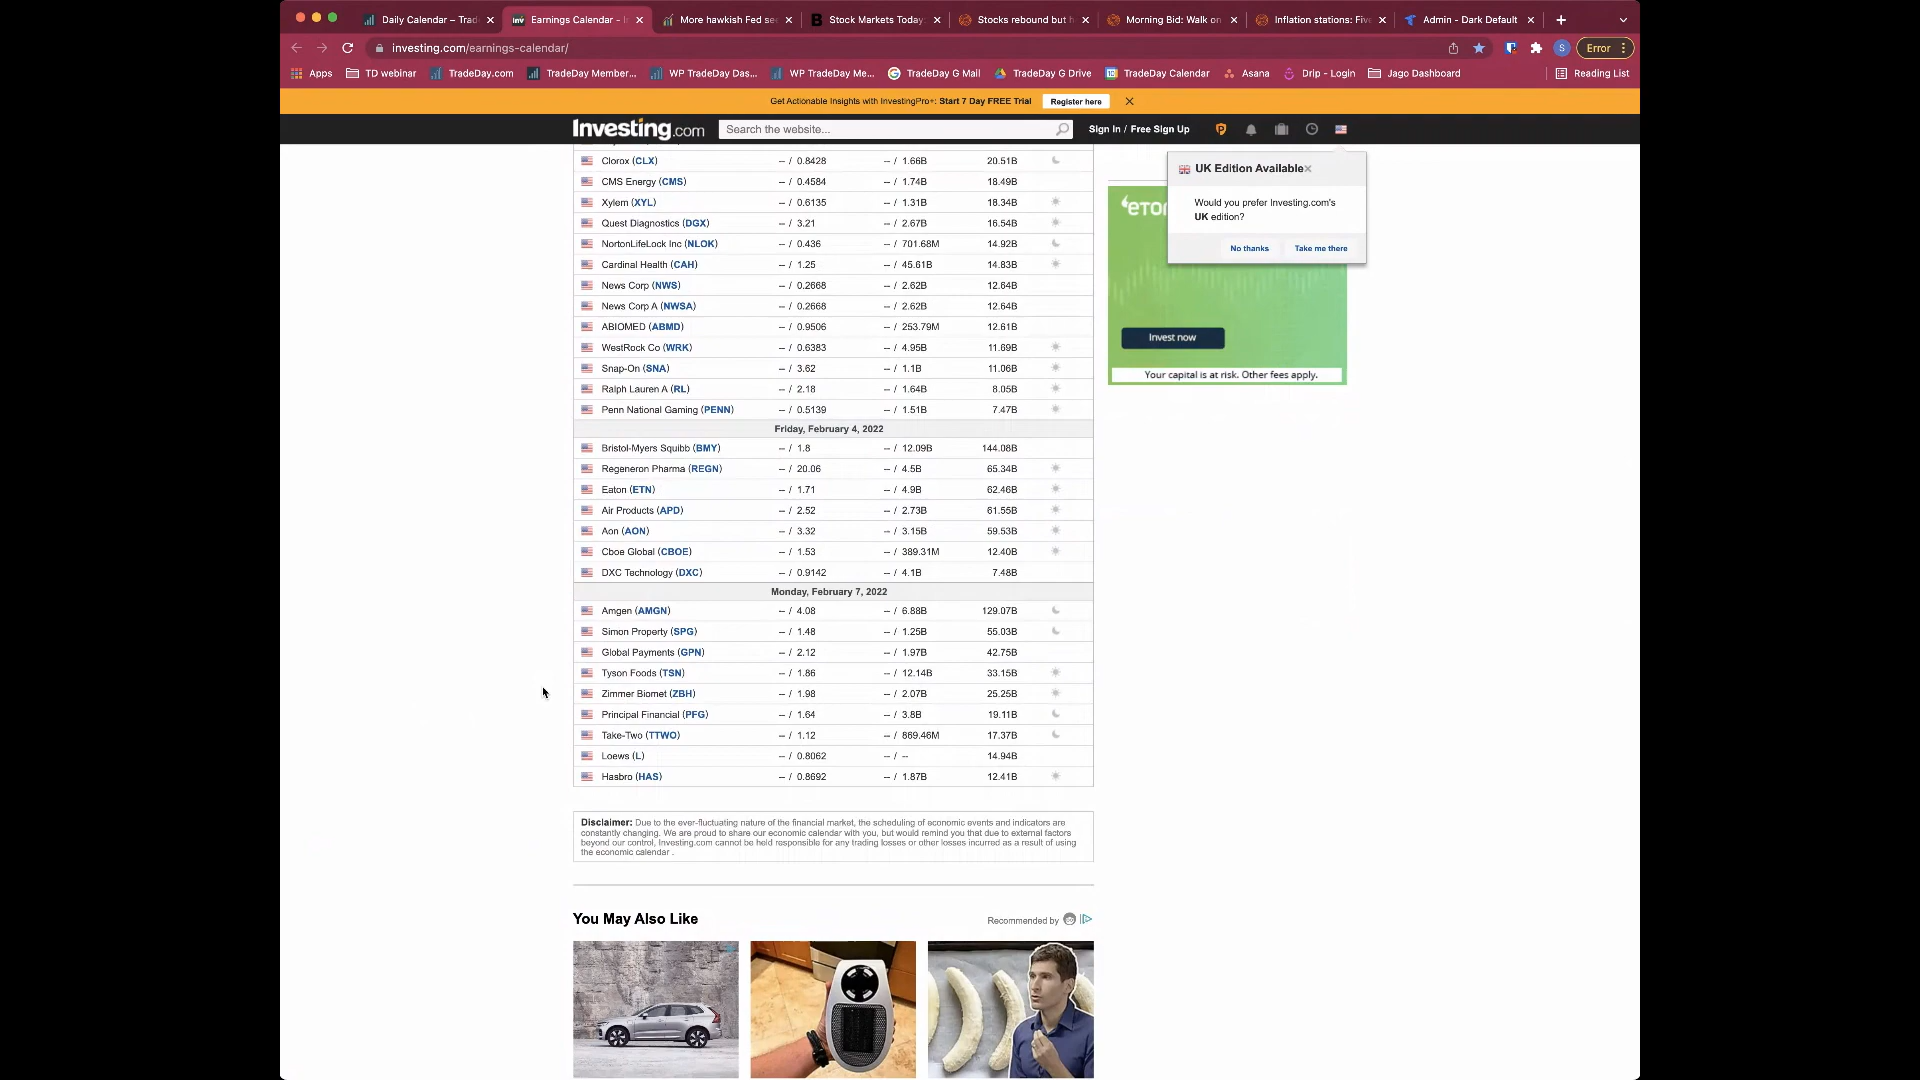 Daily Calendar – Trad
Earnings Calendar - I
More hawkish Fed se
Stock Markets Today:
Stocks rebound but h
Morning Bid: Walk on
Inflation stations: Five
Admin - Dark Default
investing.com/earnings-calendar/
S
Error
Apps
TD webinar
TradeDay.com
TradeDay Member...
WP TradeDay Das...
WP TradeDay Me...
TradeDay G Mail
TradeDay G Drive
TradeDay Calendar
Asana
Drip - Login
Jago Dashboard
Reading List
Get Actionable Insights with InvestingPro+: Start 7 Day FREE Trial
Register here
Investing.com
Search the website...
Sign In / Free Sign Up
Clorox (CLX) -- / 0.8428 -- / 1.66B 20.51B
CMS Energy (CMS) -- / 0.4584 -- / 1.74B 18.49B
Xylem (XYL) -- / 0.6135 -- / 1.31B 18.34B
Quest Diagnostics (DGX) -- / 3.21 -- / 2.67B 16.54B
NortonLifeLock Inc (NLOK) -- / 0.436 -- / 701.68M 14.92B
Cardinal Health (CAH) -- / 1.25 -- / 45.61B 14.83B
News Corp (NWS) -- / 0.2668 -- / 2.62B 12.64B
News Corp A (NWSA) -- / 0.2668 -- / 2.62B 12.64B
ABIOMED (ABMD) -- / 0.9506 -- / 253.79M 12.61B
WestRock Co (WRK) -- / 0.6383 -- / 4.95B 11.69B
Snap-On (SNA) -- / 3.62 -- / 1.1B 11.06B
Ralph Lauren A (RL) -- / 2.18 -- / 1.64B 8.05B
Penn National Gaming (PENN) -- / 0.5139 -- / 1.51B 7.47B
Friday, February 4, 2022
Bristol-Myers Squibb (BMY) -- / 1.8 -- / 12.09B 144.08B
Regeneron Pharma (REGN) -- / 20.06 -- / 4.5B 65.34B
Eaton (ETN) -- / 1.71 -- / 4.9B 62.46B
Air Products (APD) -- / 2.52 -- / 2.73B 61.55B
Aon (AON) -- / 3.32 -- / 3.15B 59.53B
Cboe Global (CBOE) -- / 1.53 -- / 389.31M 12.40B
DXC Technology (DXC) -- / 0.9142 -- / 4.1B 7.48B
Monday, February 7, 2022
Amgen (AMGN) -- / 4.08 -- / 6.88B 129.07B
Simon Property (SPG) -- / 1.48 -- / 1.25B 55.03B
Global Payments (GPN) -- / 2.12 -- / 1.97B 42.75B
Tyson Foods (TSN) -- / 1.86 -- / 12.14B 33.15B
Zimmer Biomet (ZBH) -- / 1.98 -- / 2.07B 25.25B
Principal Financial (PFG) -- / 1.64 -- / 3.8B 19.11B
Take-Two (TTWO) -- / 1.12 -- / 869.46M 17.37B
Loews (L) -- / 0.8062 -- / -- 14.94B
Hasbro (HAS) -- / 0.8692 -- / 1.87B 12.41B
UK Edition Available
Would you prefer Investing.com's
UK edition?
No thanks
Take me there
Invest now
Your capital is at risk. Other fees apply.
Disclaimer: Due to the ever-fluctuating nature of the financial market, the scheduling of economic events and indicators are
constantly changing. We are proud to share our economic calendar with you, but would remind you that due to external factors
beyond our control, Investing.com cannot be held responsible for any trading losses or other losses incurred as a result of using
the economic calendar .
You May Also Like
Recommended by